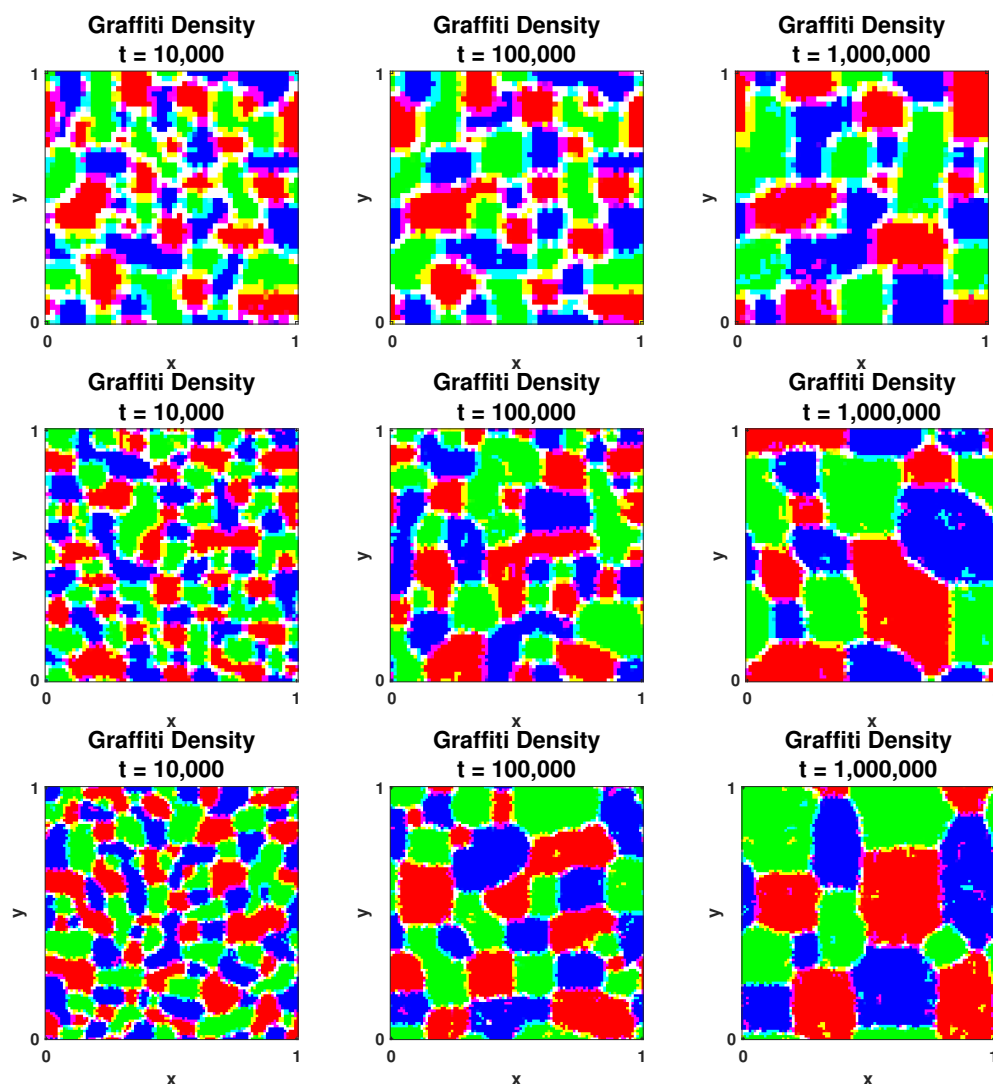 Graffiti Density
t = 10,000
1
y
0
0
1
x
Graffiti Density
t = 100,000
1
y
0
0
1
x
Graffiti Density
t = 1,000,000
1
y
0
0
1
x
Graffiti Density
t = 10,000
1
y
0
0
1
x
Graffiti Density
t = 100,000
1
y
0
0
1
x
Graffiti Density
t = 1,000,000
1
y
0
0
1
x
Graffiti Density
t = 10,000
1
y
0
0
1
x
Graffiti Density
t = 100,000
1
y
0
0
1
x
Graffiti Density
t = 1,000,000
1
y
0
0
1
x